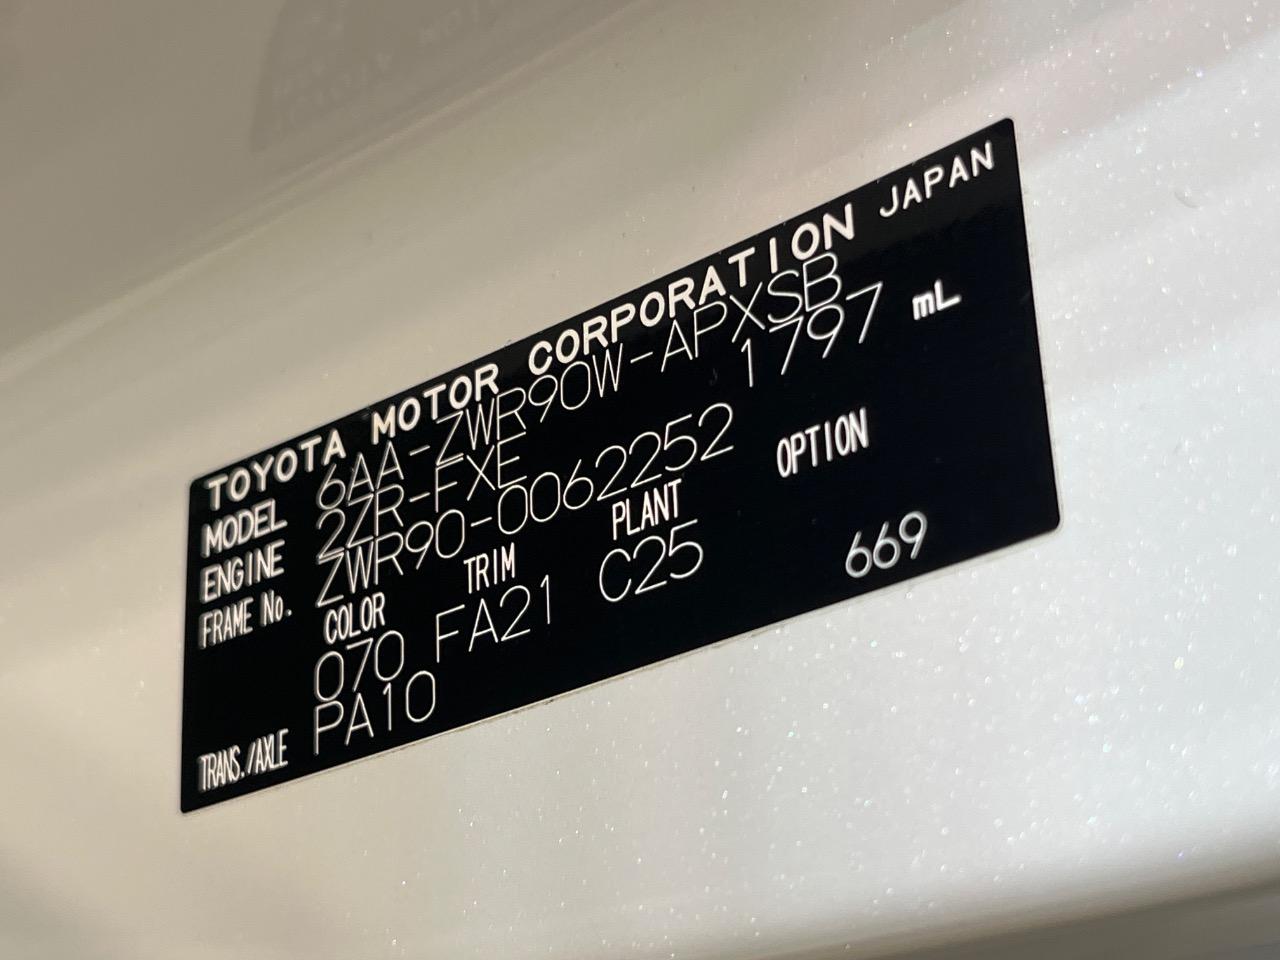 TOYOTA MOTOR CORPORATION JAPAN
MODEL 6AA-ZWR90W-APXSB
ENGINE 2ZR-FXE 1797 mL
FRAME No. ZWR90-0062252
COLOR TRIM PLANT OPTION
070 FA21 C25 669
TRANS./AXLE PA10